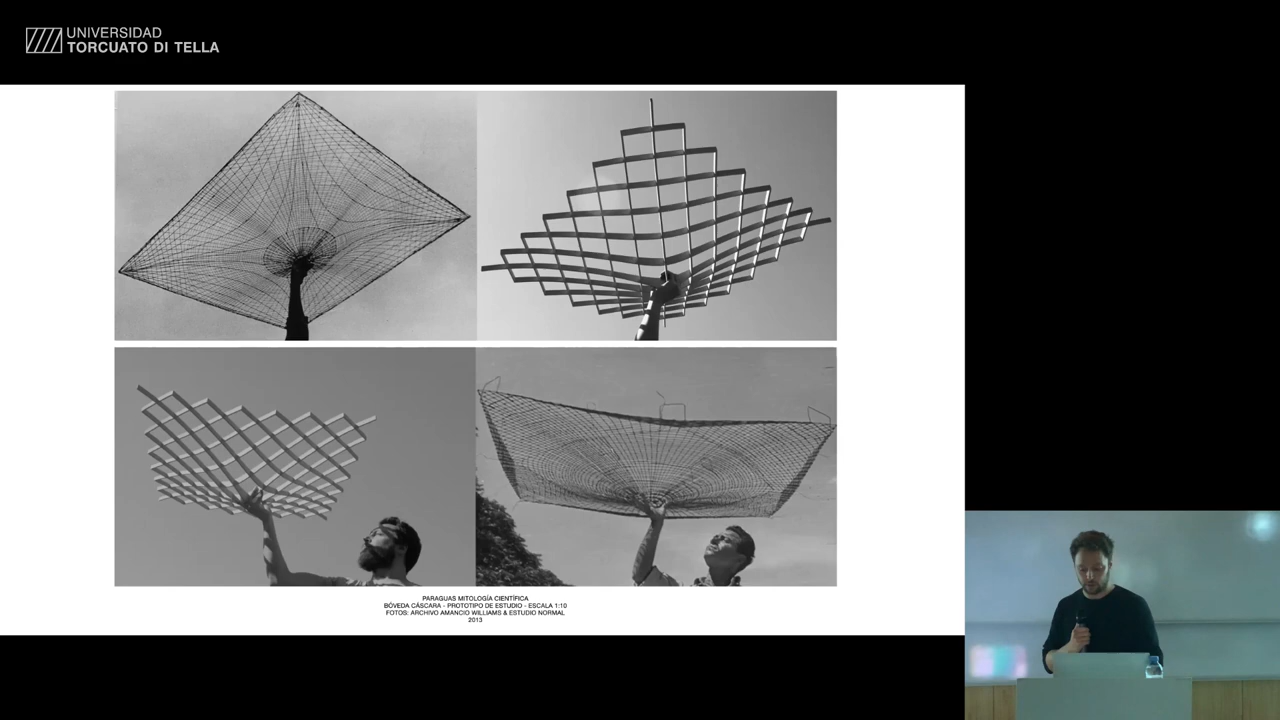 UNIVERSIDAD
TORCUATO DI TELLA
PARAGUAS MITOLOGÍA CIENTÍFICA
BÓVEDA CÁSCARA - PROTOTIPO DE ESTUDIO - ESCALA 1:10
FOTOS: ARCHIVO AMANCIO WILLIAMS & ESTUDIO NORMAL
2013